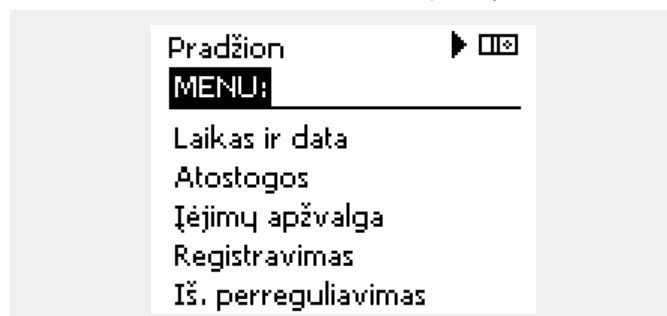 Pradžion
MENU:
Laikas ir data
Atostogos
Įėjimų apžvalga
Registravimas
Iš. perreguliavimas